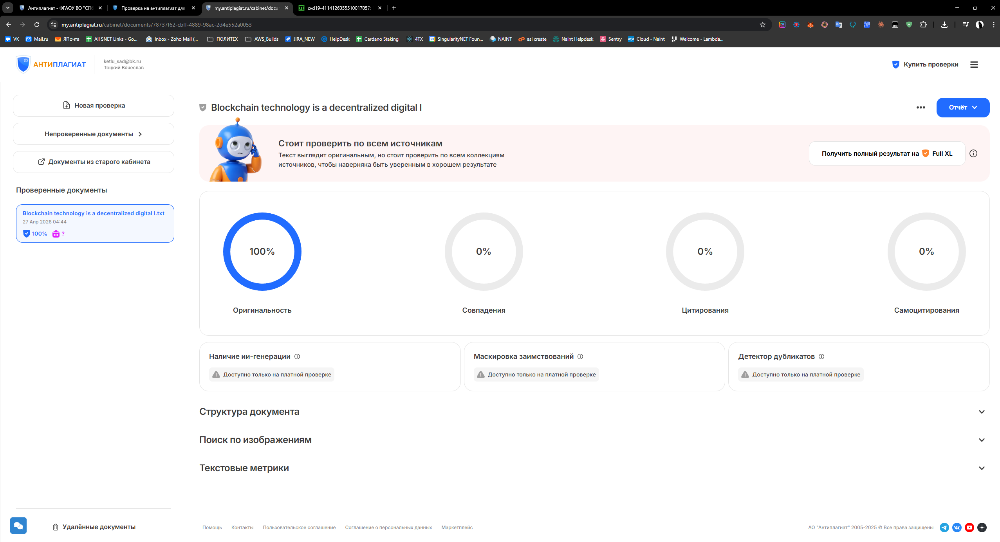 Антиплагиат - ФГАОУ ВО "СПб
Проверка на антиплагиат для
my.antiplagiat.ru/cabinet/docum
cvd19-4114126355510017057:
my.antiplagiat.ru/cabinet/documents/78737f62-cbff-4889-98ac-2d4e552a0053
VK Mail.ru ЯПочта All SNET Links - Go... Inbox - Zoho Mail (... ПОЛИТЕХ AWS_Builds JIRA_NEW HelpDesk Cardano Staking 4TX SingularityNET Foun... NAINT asi create Naint Helpdesk Sentry Cloud - Naint Welcome - Lambda...
АНТИПЛАГИАТ
ketlu_sad@bk.ru
Тоцкий Вячеслав
Купить проверки
Новая проверка
Непроверенные документы
Документы из старого кабинета
Проверенные документы
Blockchain technology is a decentralized digital l.txt
27 Апр 2026 04:44
100% ?
Blockchain technology is a decentralized digital l
Отчёт
Стоит проверить по всем источникам
Текст выглядит оригинальным, но стоит проверить по всем коллекциям
источников, чтобы наверняка быть уверенным в хорошем результате
Получить полный результат на Full XL
100%
0%
0%
0%
Оригинальность
Совпадения
Цитирования
Самоцитирования
Наличие ии-генерации
Доступно только на платной проверке
Маскировка заимствований
Доступно только на платной проверке
Детектор дубликатов
Доступно только на платной проверке
Структура документа
Поиск по изображениям
Текстовые метрики
Удалённые документы
Помощь Контакты Пользовательское соглашение Соглашение о персональных данных Маркетплейс
АО "Антиплагиат" 2005-2025 © Все права защищены